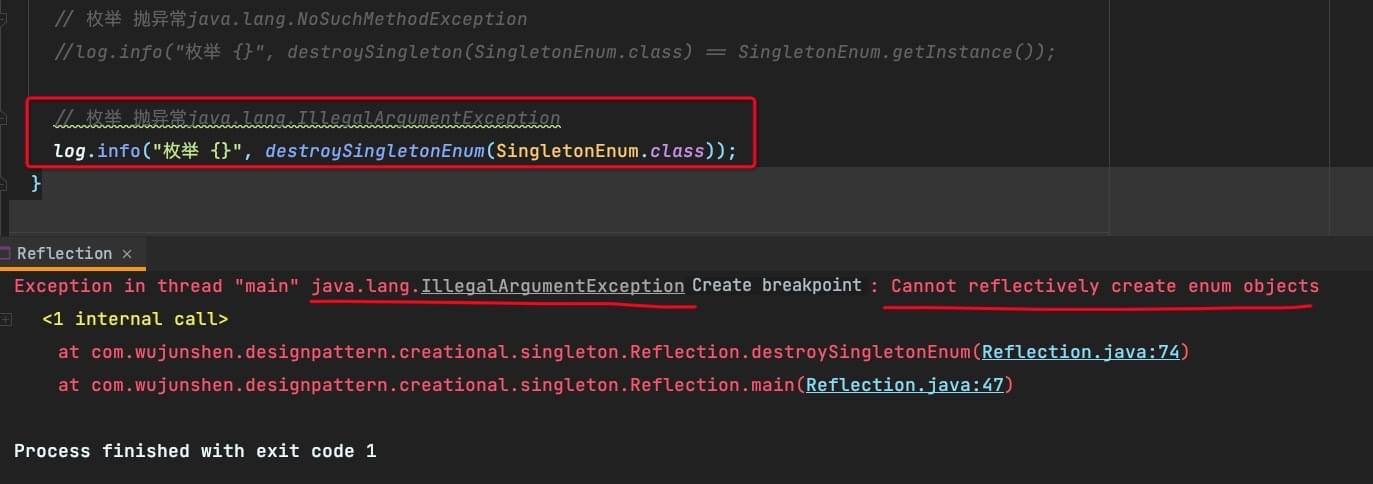 // 枚举 抛异常java.lang.NoSuchMethodException
//log.info("枚举 {}", destroySingleton(SingletonEnum.class) == SingletonEnum.getInstance());
// 枚举 抛异常java.lang.IllegalArgumentException
log.info("枚举 {}", destroySingletonEnum(SingletonEnum.class));
}
Reflection ×
Exception in thread "main" java.lang.IllegalArgumentException Create breakpoint : Cannot reflectively create enum objects
<1 internal call>
at com.wujunshen.designpattern.creational.singleton.Reflection.destroySingletonEnum(Reflection.java:74)
at com.wujunshen.designpattern.creational.singleton.Reflection.main(Reflection.java:47)
Process finished with exit code 1